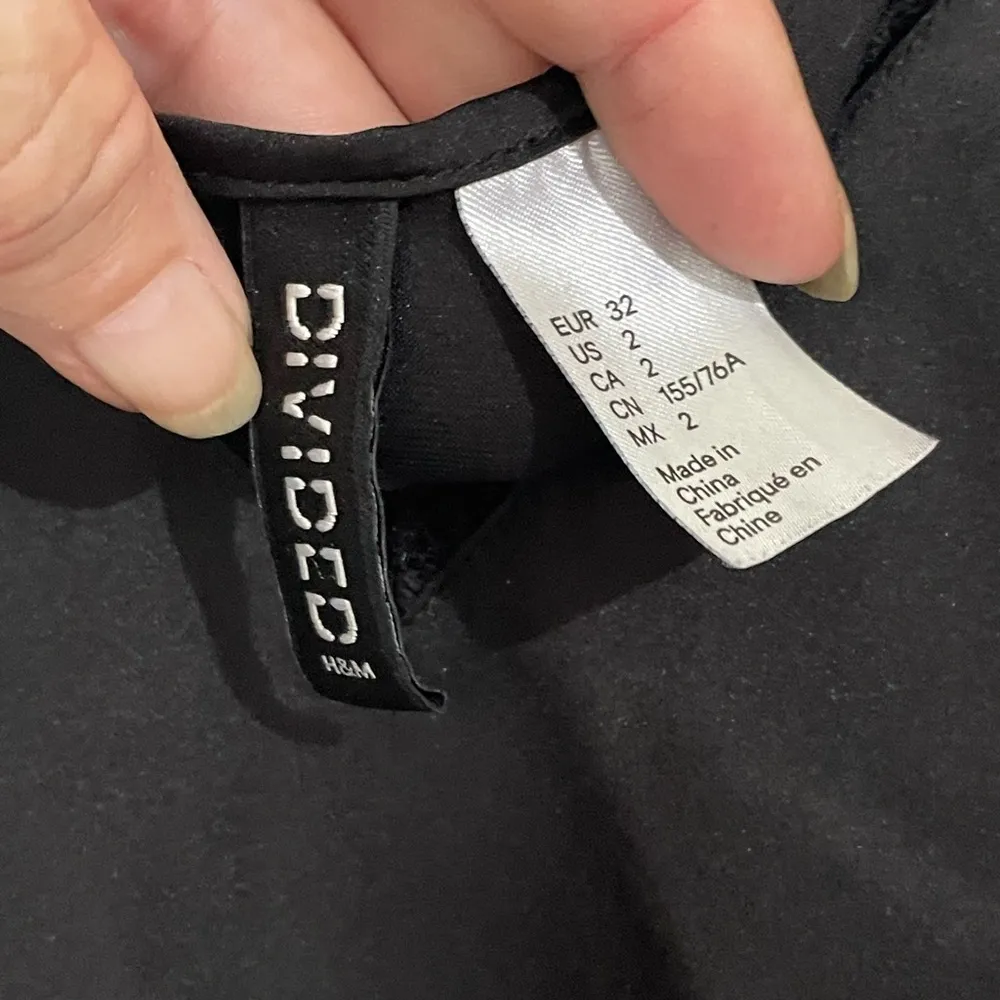 DIVIDED
H&M
EUR 32
US 2
CA 2
CN 155/76A
MX 2
Made in
China
Fabriqué en
Chine